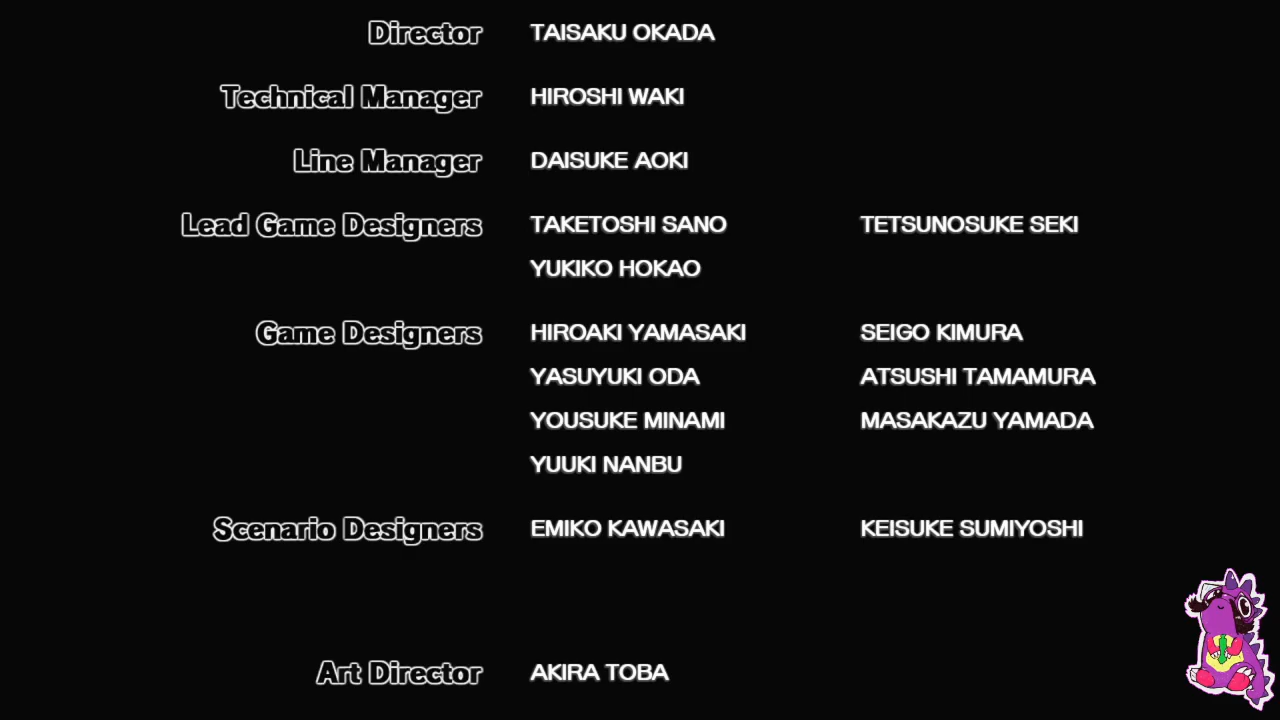 Director TAISAKU OKADA
Technical Manager HIROSHI WAKI
Line Manager DAISUKE AOKI
Lead Game Designers TAKETOSHI SANO TETSUNOSUKE SEKI
YUKIKO HOKAO
Game Designers HIROAKI YAMASAKI SEIGO KIMURA
YASUYUKI ODA ATSUSHI TAMAMURA
YOUSUKE MINAMI MASAKAZU YAMADA
YUUKI NANBU
Scenario Designers EMIKO KAWASAKI KEISUKE SUMIYOSHI
Art Director AKIRA TOBA